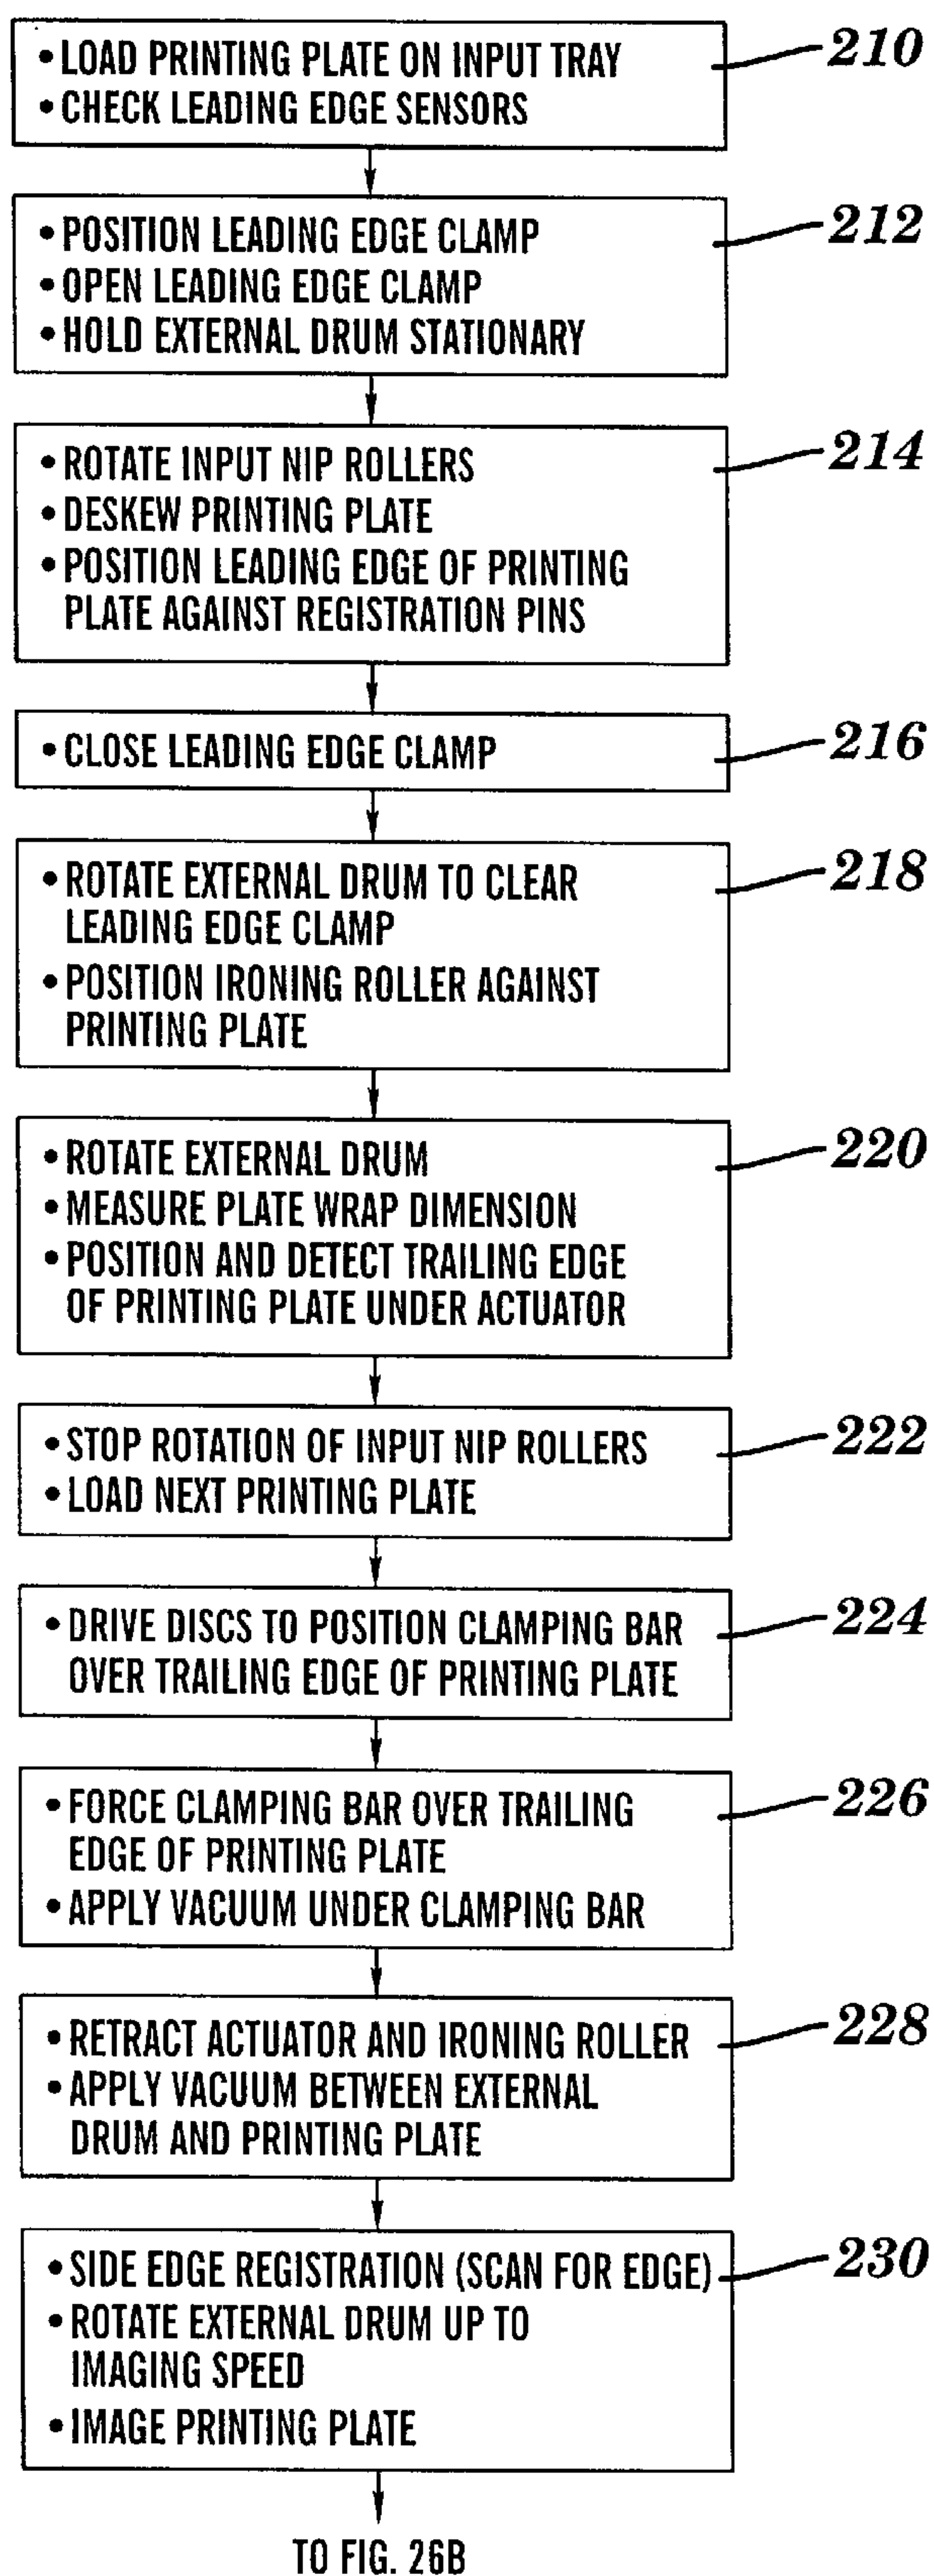 • LOAD PRINTING PLATE ON INPUT TRAY
• CHECK LEADING EDGE SENSORS
210
• POSITION LEADING EDGE CLAMP
• OPEN LEADING EDGE CLAMP
• HOLD EXTERNAL DRUM STATIONARY
212
• ROTATE INPUT NIP ROLLERS
• DESKEW PRINTING PLATE
• POSITION LEADING EDGE OF PRINTING
PLATE AGAINST REGISTRATION PINS
214
• CLOSE LEADING EDGE CLAMP
216
• ROTATE EXTERNAL DRUM TO CLEAR
LEADING EDGE CLAMP
• POSITION IRONING ROLLER AGAINST
PRINTING PLATE
218
• ROTATE EXTERNAL DRUM
• MEASURE PLATE WRAP DIMENSION
• POSITION AND DETECT TRAILING EDGE
OF PRINTING PLATE UNDER ACTUATOR
220
• STOP ROTATION OF INPUT NIP ROLLERS
• LOAD NEXT PRINTING PLATE
222
• DRIVE DISCS TO POSITION CLAMPING BAR
OVER TRAILING EDGE OF PRINTING PLATE
224
• FORCE CLAMPING BAR OVER TRAILING
EDGE OF PRINTING PLATE
• APPLY VACUUM UNDER CLAMPING BAR
226
• RETRACT ACTUATOR AND IRONING ROLLER
• APPLY VACUUM BETWEEN EXTERNAL
DRUM AND PRINTING PLATE
228
• SIDE EDGE REGISTRATION (SCAN FOR EDGE)
• ROTATE EXTERNAL DRUM UP TO
IMAGING SPEED
• IMAGE PRINTING PLATE
230
TO FIG. 26B